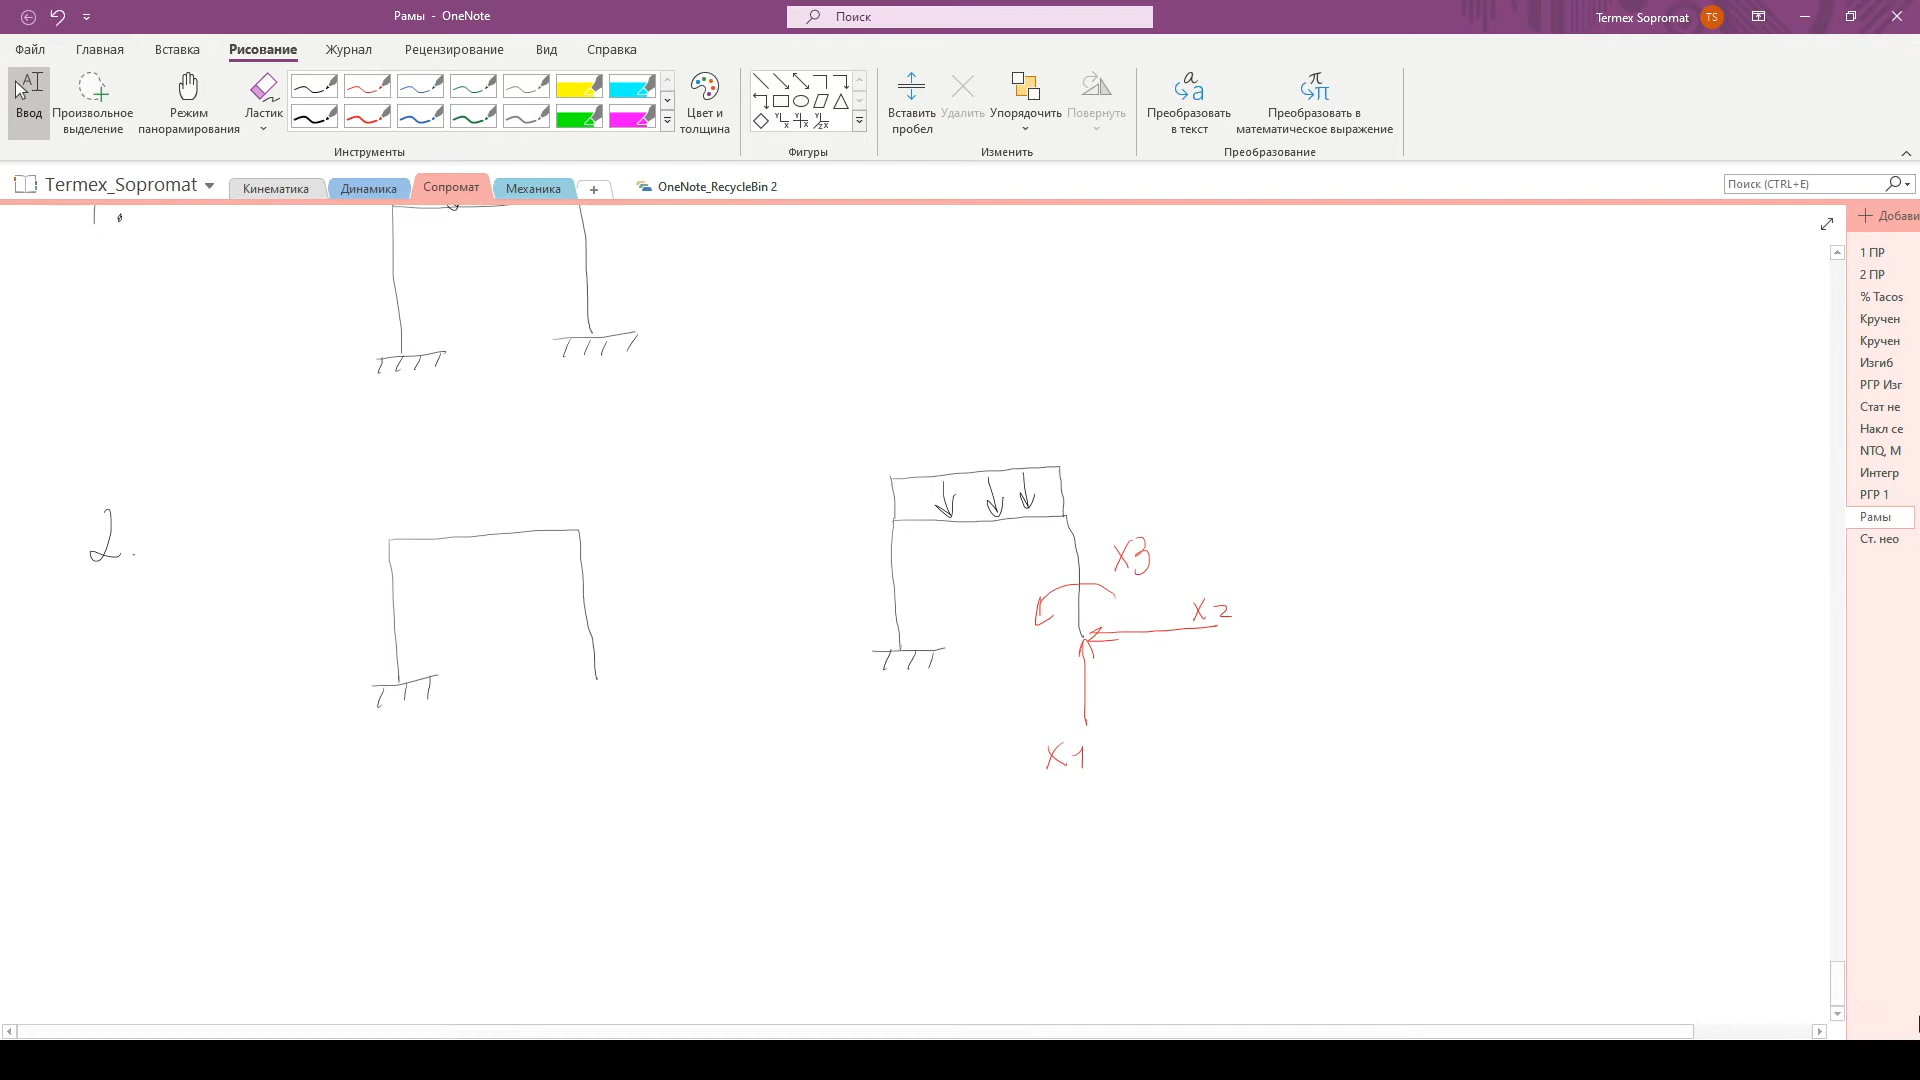 Рамы - OneNote
Поиск
Termex Sopromat
TS
Файл
Главная
Вставка
Рисование
Журнал
Рецензирование
Вид
Справка
Ввод
Произвольное выделение
Режим панорамирования
Ластик
Цвет и толщина
Вставить пробел
Удалить
Упорядочить
Повернуть
Преобразовать в текст
Преобразовать в математическое выражение
Инструменты
Фигуры
Изменить
Преобразование
Termex_Sopromat
Кинематика
Динамика
Сопромат
Механика
OneNote_RecycleBin 2
Поиск (CTRL+E)
Добави
1 ПР
2 ПР
% Tacos
Кручен
Кручен
Изгиб
РГР Изг
Стат не
Накл се
NTQ, M
Интегр
РГР 1
Рамы
Ст. нео
1.
2.
X3
X2
X1